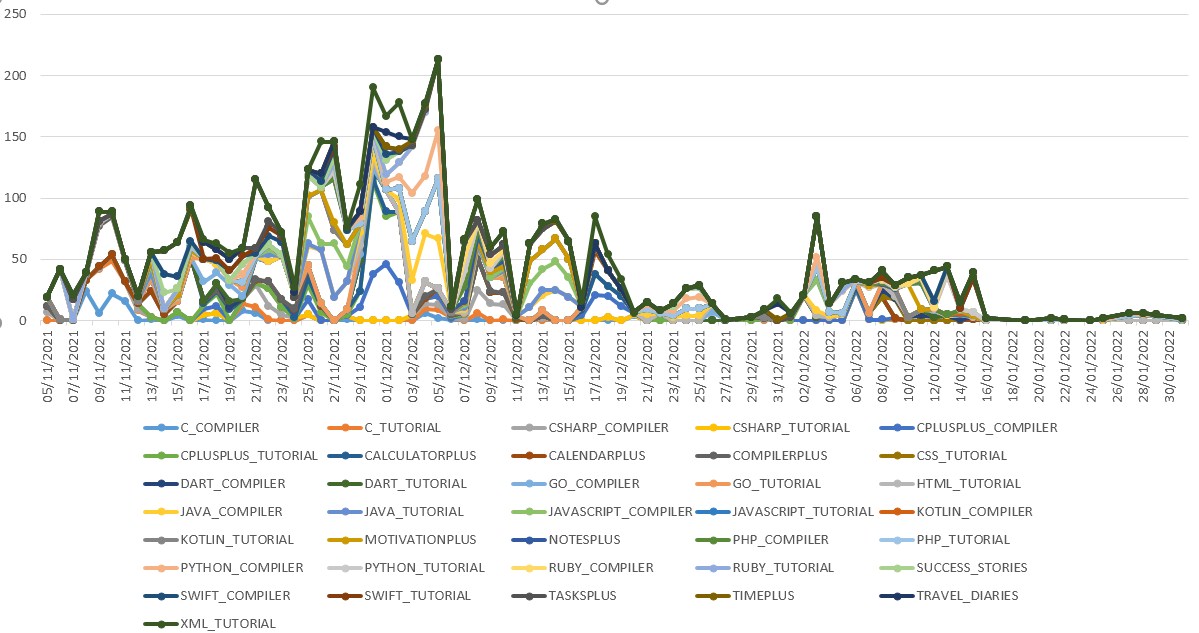 250
200
150
100
50
0
05/11/2021 07/11/2021 09/11/2021 11/11/2021 13/11/2021 15/11/2021 17/11/2021 19/11/2021 21/11/2021 23/11/2021 25/11/2021 27/11/2021 29/11/2021 01/12/2021 03/12/2021 05/12/2021 07/12/2021 09/12/2021 11/12/2021 13/12/2021 15/12/2021 17/12/2021 19/12/2021 21/12/2021 23/12/2021 25/12/2021 27/12/2021 29/12/2021 31/12/2021 02/01/2022 04/01/2022 06/01/2022 08/01/2022 10/01/2022 12/01/2022 14/01/2022 16/01/2022 18/01/2022 20/01/2022 22/01/2022 24/01/2022 26/01/2022 28/01/2022 30/01/2022
C_COMPILER C_TUTORIAL CSHARP_COMPILER CSHARP_TUTORIAL CPLUSPLUS_COMPILER
CPLUSPLUS_TUTORIAL CALCULATORPLUS CALENDARPLUS COMPILERPLUS CSS_TUTORIAL
DART_COMPILER DART_TUTORIAL GO_COMPILER GO_TUTORIAL HTML_TUTORIAL
JAVA_COMPILER JAVA_TUTORIAL JAVASCRIPT_COMPILER JAVASCRIPT_TUTORIAL KOTLIN_COMPILER
KOTLIN_TUTORIAL MOTIVATIONPLUS NOTESPLUS PHP_COMPILER PHP_TUTORIAL
PYTHON_COMPILER PYTHON_TUTORIAL RUBY_COMPILER RUBY_TUTORIAL SUCCESS_STORIES
SWIFT_COMPILER SWIFT_TUTORIAL TASKSPLUS TIMEPLUS TRAVEL_DIARIES
XML_TUTORIAL